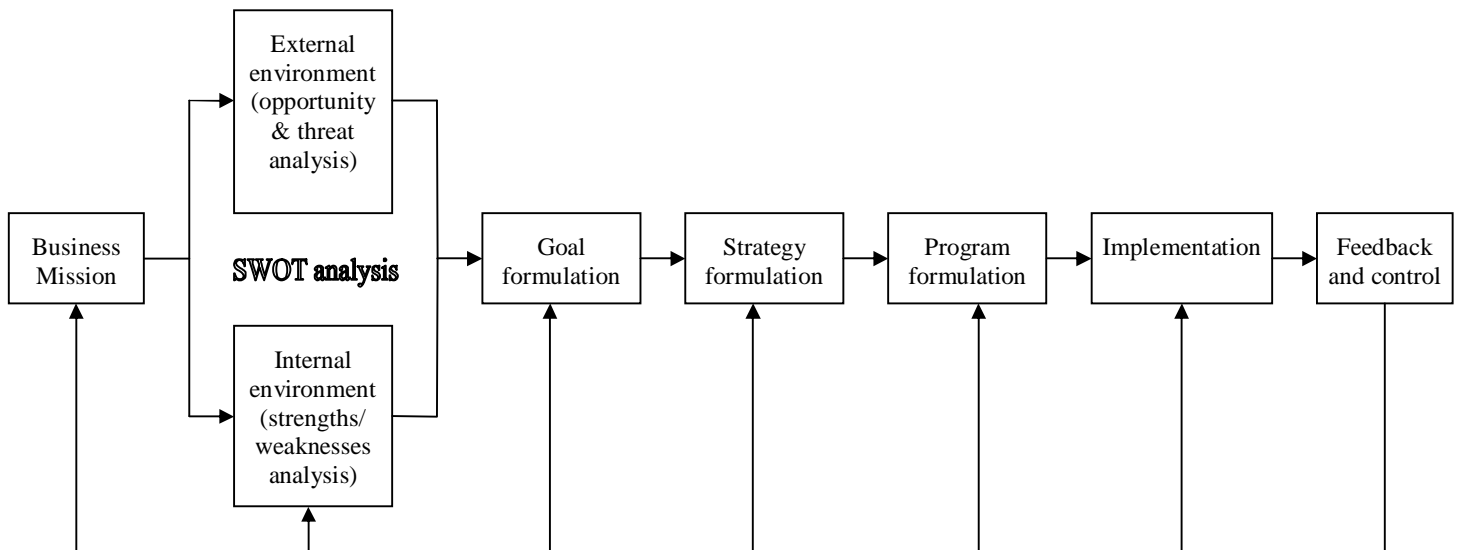 External
environment
(opportunity
& threat
analysis)
Business
Mission
SWOT analysis
Internal
environment
(strengths/
weaknesses
analysis)
Goal
formulation
Strategy
formulation
Program
formulation
Implementation
Feedback
and control